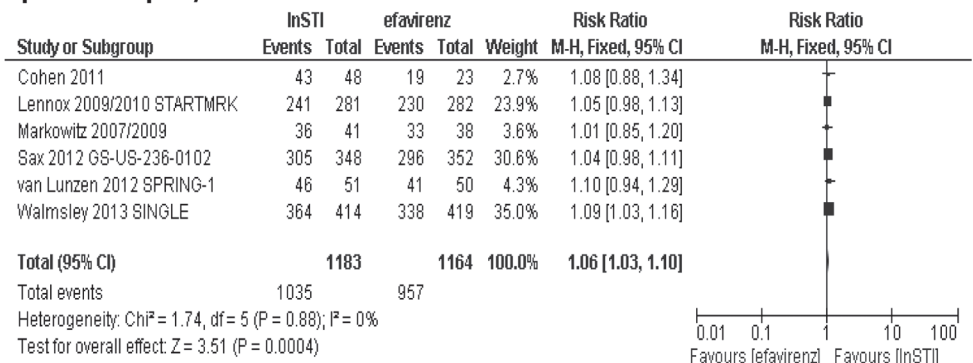 InSTI efavirenz Risk Ratio Risk Ratio
Study or Subgroup Events Total Events Total Weight M-H, Fixed, 95% CI M-H, Fixed, 95% CI
Cohen 2011 43 48 19 23 2.7% 1.08 [0.88, 1.34]
Lennox 2009/2010 STARTMRK 241 281 230 282 23.9% 1.05 [0.98, 1.13]
Markowitz 2007/2009 36 41 33 38 3.6% 1.01 [0.85, 1.20]
Sax 2012 GS-US-236-0102 305 348 296 352 30.6% 1.04 [0.98, 1.11]
van Lunzen 2012 SPRING-1 46 51 41 50 4.3% 1.10 [0.94, 1.29]
Walmsley 2013 SINGLE 364 414 338 419 35.0% 1.09 [1.03, 1.16]
Total (95% CI) 1183 1164 100.0% 1.06 [1.03, 1.10]
Total events 1035 957
Heterogeneity: Chi² = 1.74, df = 5 (P = 0.88); I² = 0%
Test for overall effect: Z = 3.51 (P = 0.0004)
0.01 0.1 1 10 100
Favours [efavirenz] Favours [InSTI]